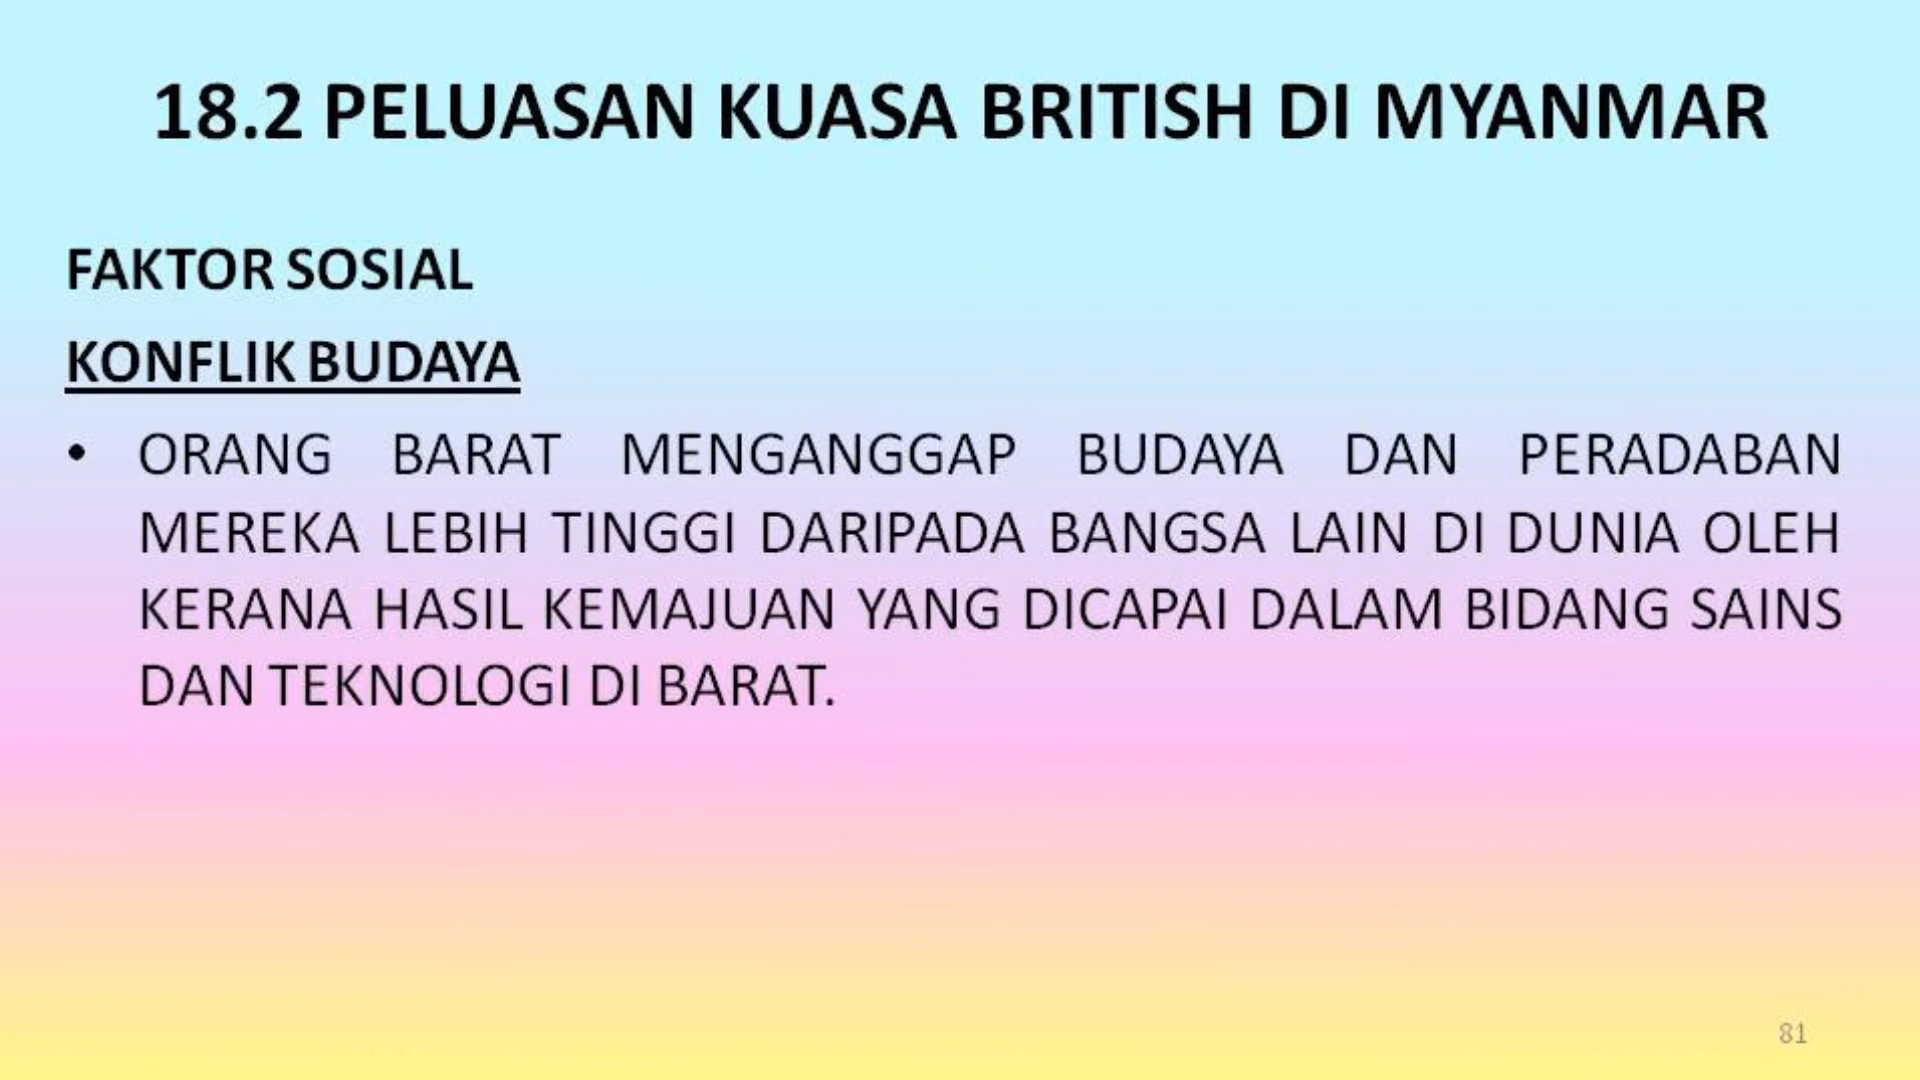 18.2 PELUASAN KUASA BRITISH DI MYANMAR
FAKTOR SOSIAL
KONFLIK BUDAYA
• ORANG BARAT MENGANGGAP BUDAYA DAN PERADABAN
MEREKA LEBIH TINGGI DARIPADA BANGSA LAIN DI DUNIA OLEH
KERANA HASIL KEMAJUAN YANG DICAPAI DALAM BIDANG SAINS
DAN TEKNOLOGI DI BARAT.
81